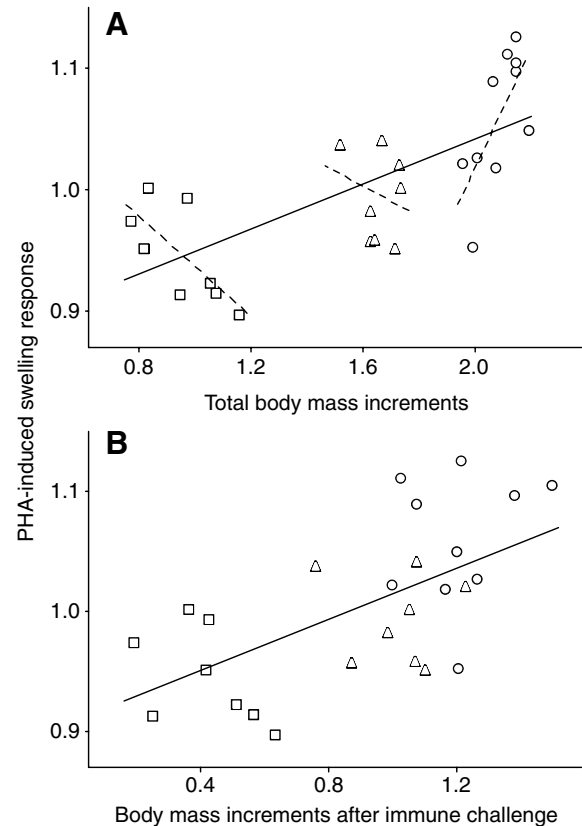 A
1.1
1.0
0.9
0.8
1.2
1.6
2.0
Total body mass increments
PHA-induced swelling response
B
1.1
1.0
0.9
0.4
0.8
1.2
Body mass increments after immune challenge